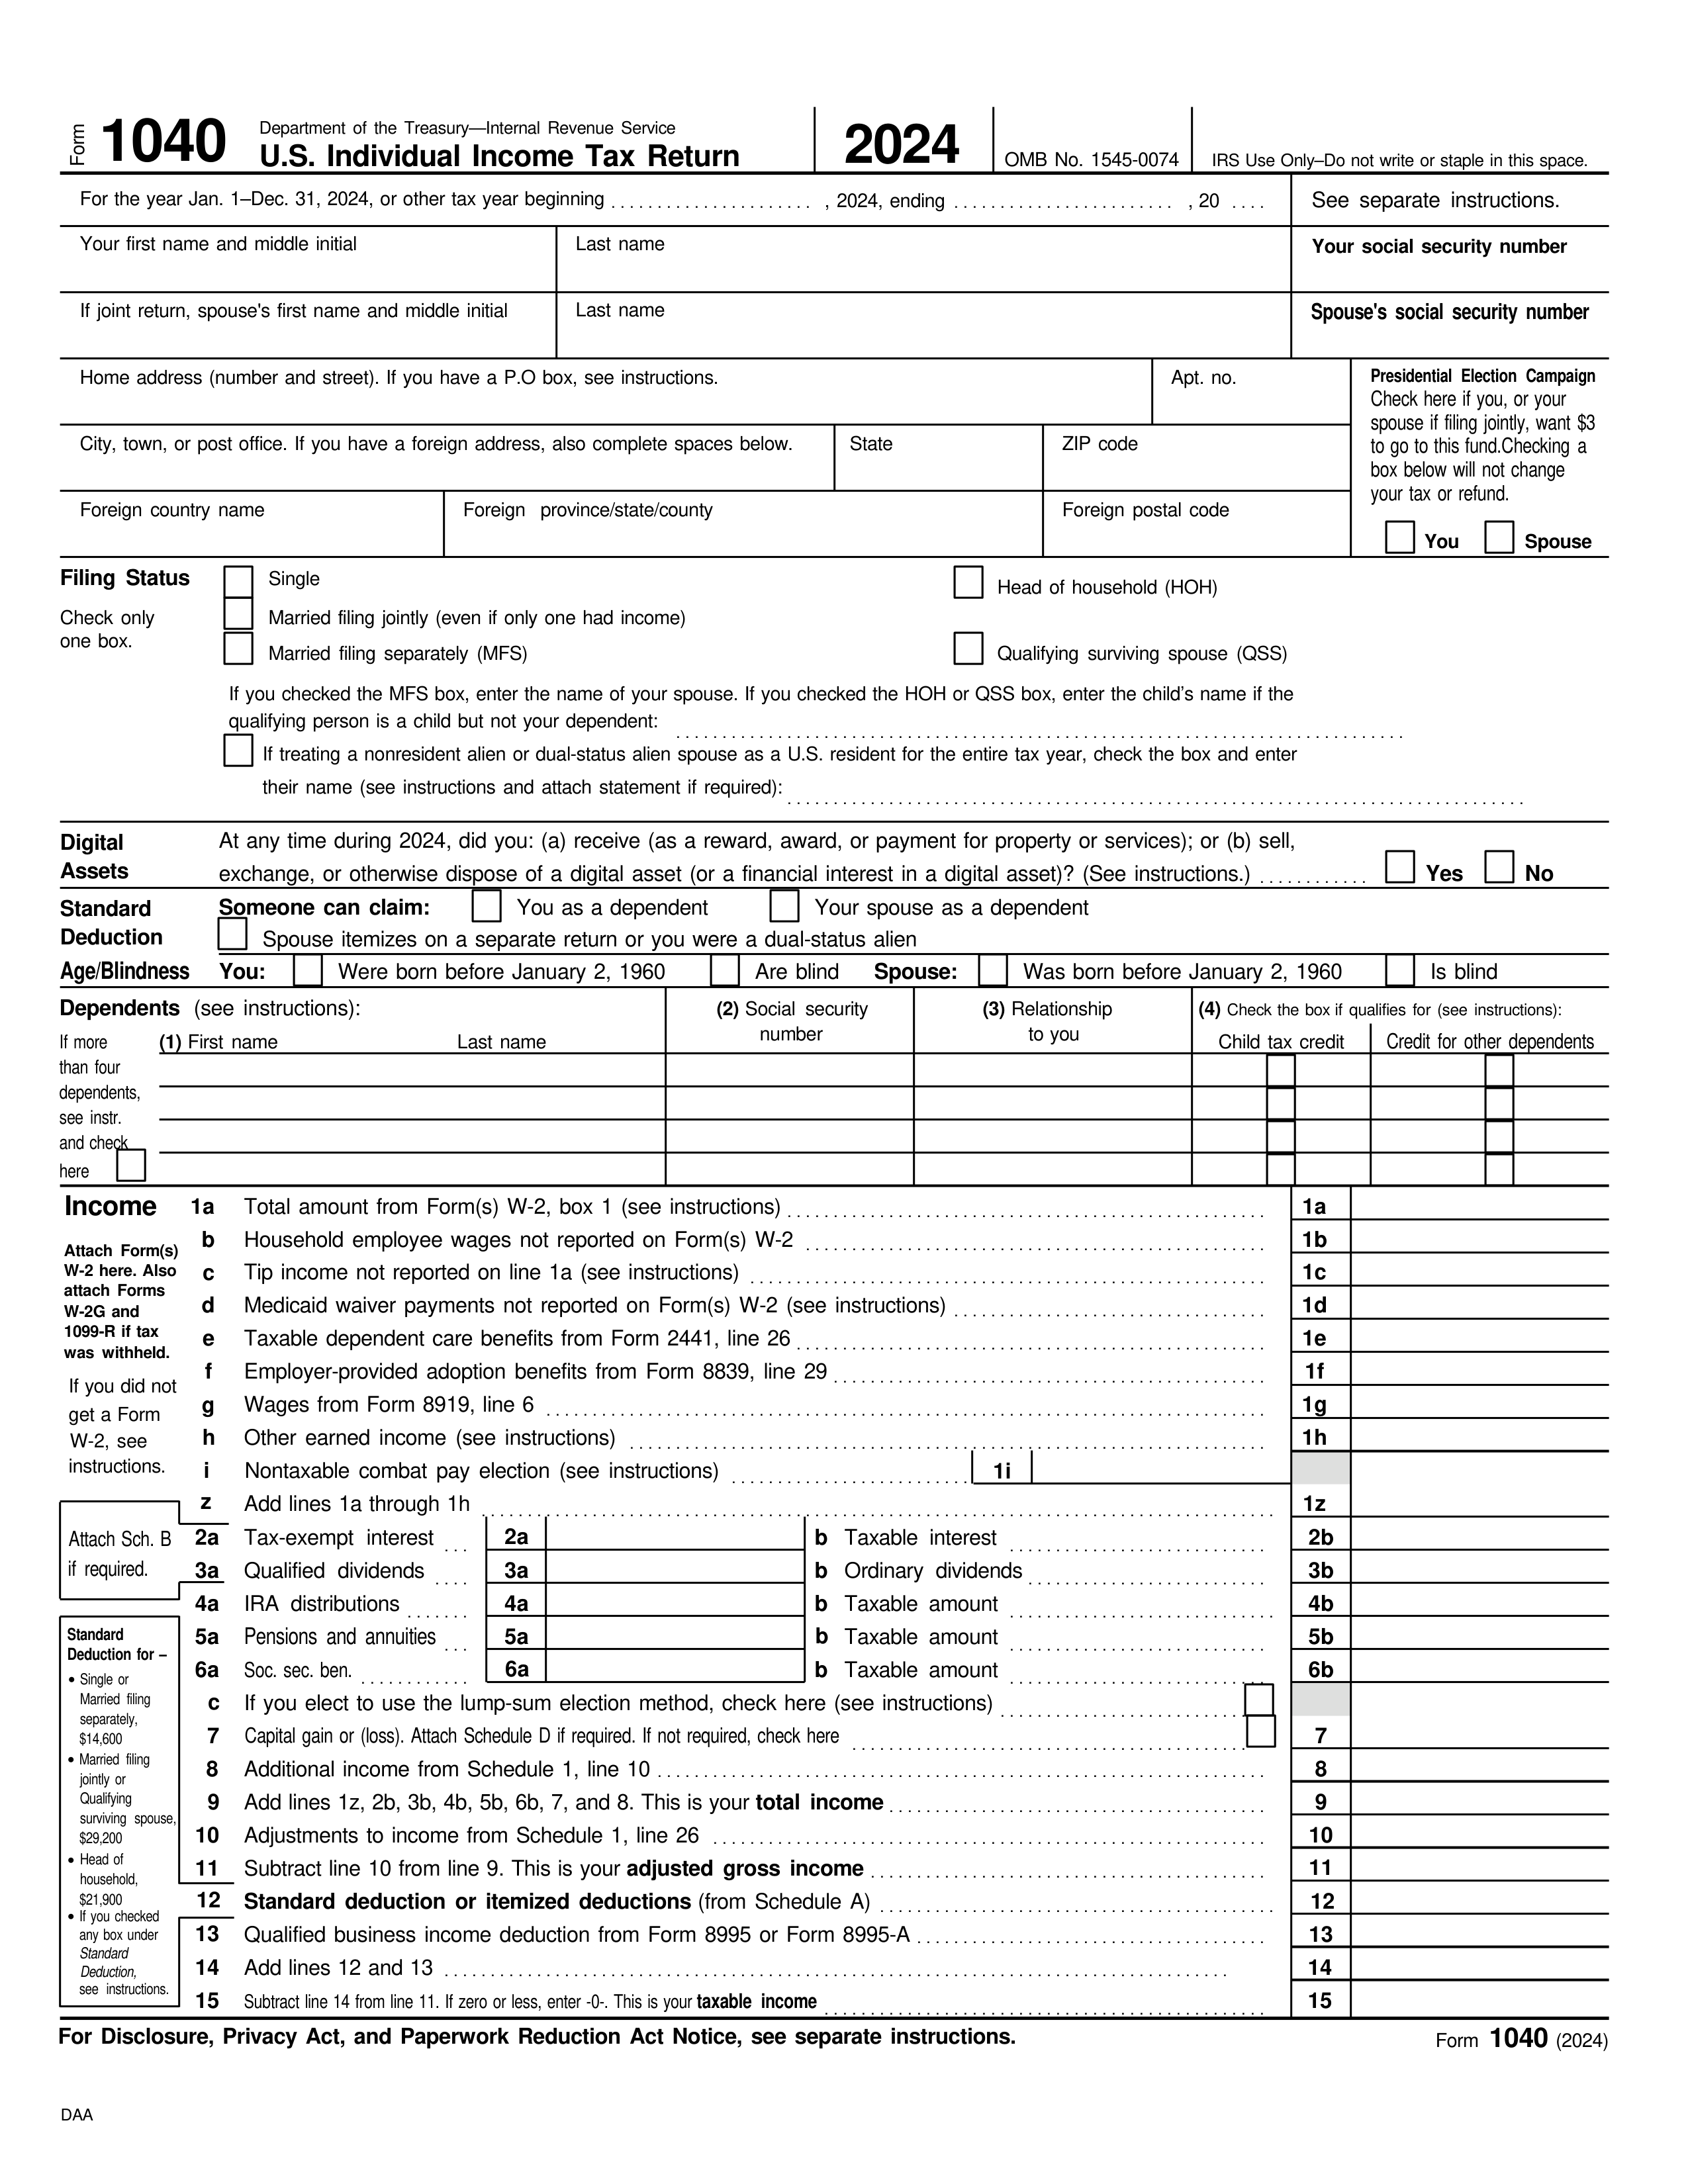 Form 1040 Department of the Treasury—Internal Revenue Service
U.S. Individual Income Tax Return
2024
OMB No. 1545-0074
IRS Use Only–Do not write or staple in this space.
For the year Jan. 1–Dec. 31, 2024, or other tax year beginning , 2024, ending , 20
See separate instructions.
Your first name and middle initial
Last name
Your social security number
If joint return, spouse's first name and middle initial
Last name
Spouse's social security number
Home address (number and street). If you have a P.O box, see instructions.
Apt. no.
City, town, or post office. If you have a foreign address, also complete spaces below.
State
ZIP code
Foreign country name
Foreign province/state/county
Foreign postal code
Presidential Election Campaign
Check here if you, or your
spouse if filing jointly, want $3
to go to this fund.Checking a
box below will not change
your tax or refund.
You Spouse
Filing Status
Check only
one box.
Single
Married filing jointly (even if only one had income)
Married filing separately (MFS)
Head of household (HOH)
Qualifying surviving spouse (QSS)
If you checked the MFS box, enter the name of your spouse. If you checked the HOH or QSS box, enter the child’s name if the
qualifying person is a child but not your dependent:
If treating a nonresident alien or dual-status alien spouse as a U.S. resident for the entire tax year, check the box and enter
their name (see instructions and attach statement if required):
Digital
Assets
At any time during 2024, did you: (a) receive (as a reward, award, or payment for property or services); or (b) sell,
exchange, or otherwise dispose of a digital asset (or a financial interest in a digital asset)? (See instructions.) Yes No
Standard
Deduction
Someone can claim: You as a dependent Your spouse as a dependent
Spouse itemizes on a separate return or you were a dual-status alien
Age/Blindness You: Were born before January 2, 1960 Are blind Spouse: Was born before January 2, 1960 Is blind
Dependents (see instructions):
(2) Social security
number
(3) Relationship
to you
(4) Check the box if qualifies for (see instructions):
(1) First name Last name
Child tax credit Credit for other dependents
If more
than four
dependents,
see instr.
and check
here
Income
Attach Form(s)
W-2 here. Also
attach Forms
W-2G and
1099-R if tax
was withheld.
If you did not
get a Form
W-2, see
instructions.
1a Total amount from Form(s) W-2, box 1 (see instructions) 1a
b Household employee wages not reported on Form(s) W-2 1b
c Tip income not reported on line 1a (see instructions) 1c
d Medicaid waiver payments not reported on Form(s) W-2 (see instructions) 1d
e Taxable dependent care benefits from Form 2441, line 26 1e
f Employer-provided adoption benefits from Form 8839, line 29 1f
g Wages from Form 8919, line 6 1g
h Other earned income (see instructions) 1h
i Nontaxable combat pay election (see instructions) 1i
z Add lines 1a through 1h 1z
Attach Sch. B
if required.
2a Tax-exempt interest 2a b Taxable interest 2b
3a Qualified dividends 3a b Ordinary dividends 3b
4a IRA distributions 4a b Taxable amount 4b
5a Pensions and annuities 5a b Taxable amount 5b
6a Soc. sec. ben. 6a b Taxable amount 6b
c If you elect to use the lump-sum election method, check here (see instructions)
7 Capital gain or (loss). Attach Schedule D if required. If not required, check here 7
8 Additional income from Schedule 1, line 10 8
9 Add lines 1z, 2b, 3b, 4b, 5b, 6b, 7, and 8. This is your total income 9
10 Adjustments to income from Schedule 1, line 26 10
11 Subtract line 10 from line 9. This is your adjusted gross income 11
12 Standard deduction or itemized deductions (from Schedule A) 12
13 Qualified business income deduction from Form 8995 or Form 8995-A 13
14 Add lines 12 and 13 14
15 Subtract line 14 from line 11. If zero or less, enter -0-. This is your taxable income 15
Standard
Deduction for –
• Single or
Married filing
separately,
$14,600
• Married filing
jointly or
Qualifying
surviving spouse,
$29,200
• Head of
household,
$21,900
• If you checked
any box under
Standard
Deduction,
see instructions.
For Disclosure, Privacy Act, and Paperwork Reduction Act Notice, see separate instructions.
Form 1040 (2024)
DAA